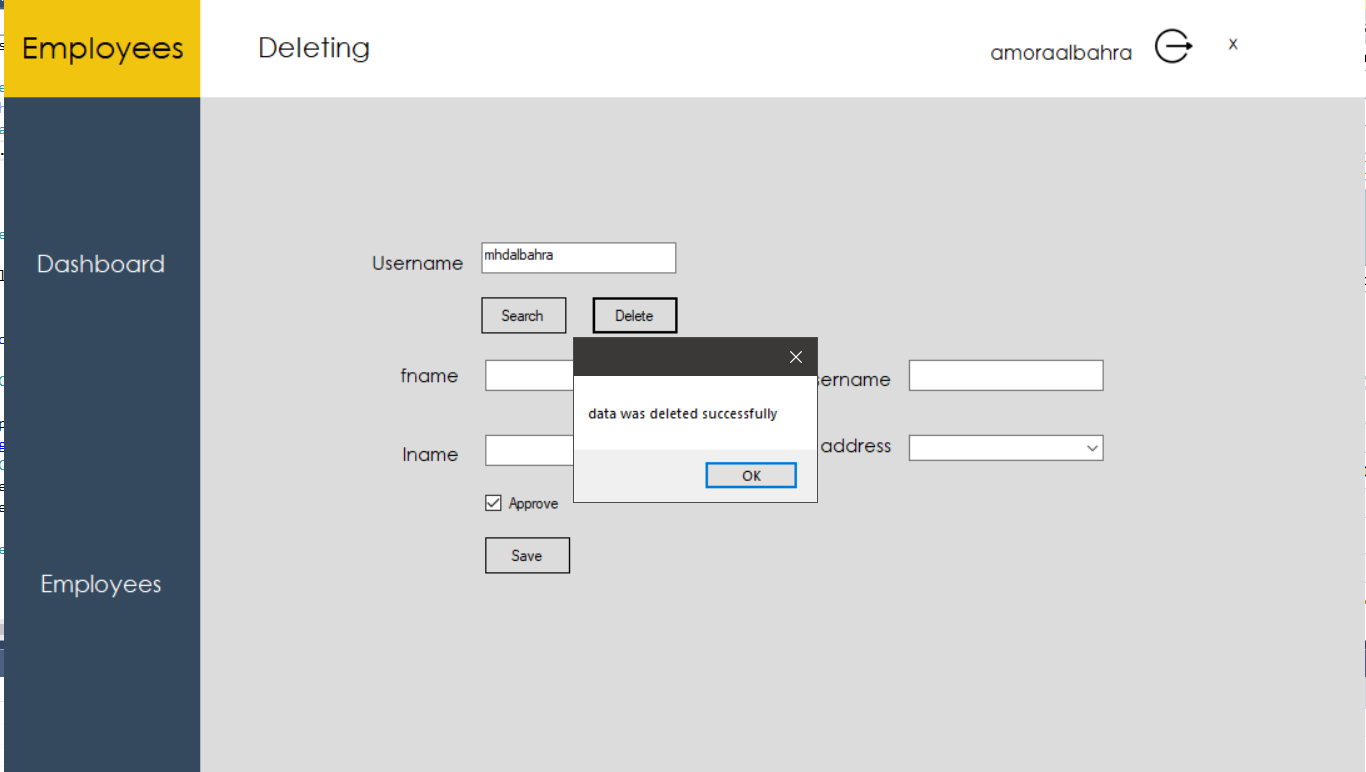 Employees
Deleting
amoraalbahra
x
Dashboard
Employees
Username
mhdalbahra
Search
Delete
fname
sername
lname
address
Approve
Save
data was deleted successfully
OK